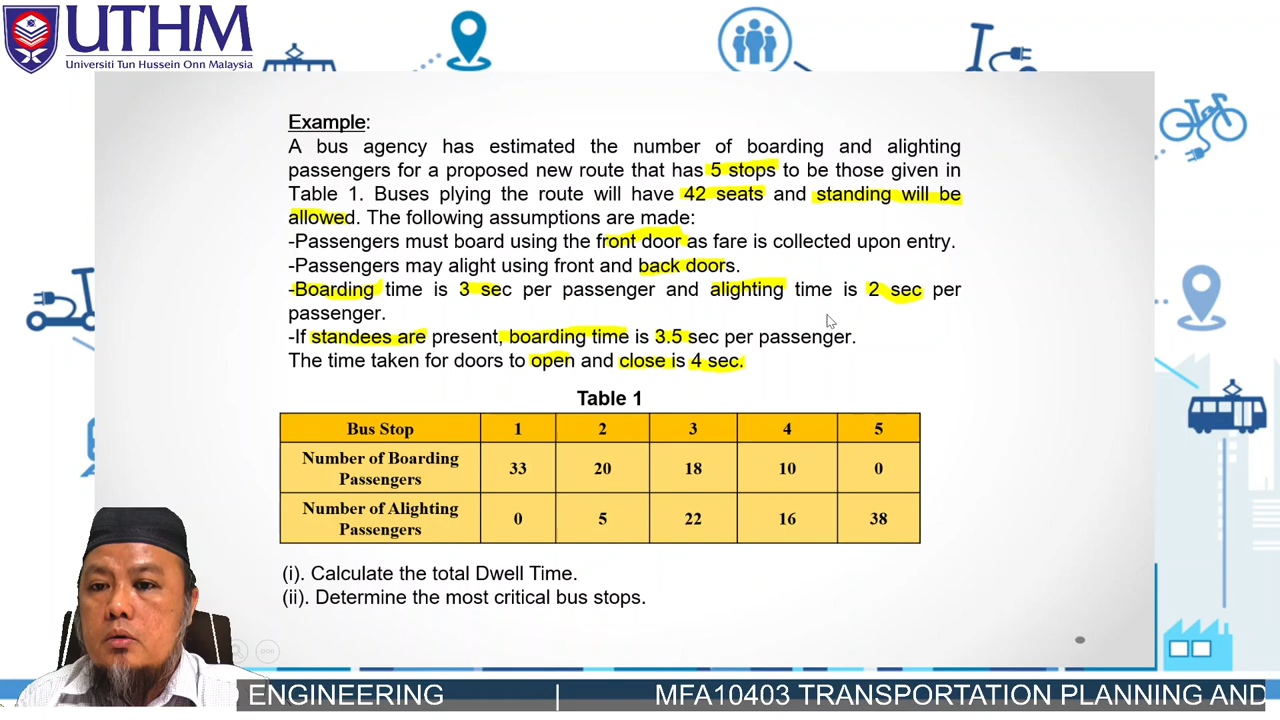 UTHM
Universiti Tun Hussein Onn Malaysia
Example:
A bus agency has estimated the number of boarding and alighting
passengers for a proposed new route that has 5 stops to be those given in
Table 1. Buses plying the route will have 42 seats and standing will be
allowed. The following assumptions are made:
-Passengers must board using the front door as fare is collected upon entry.
-Passengers may alight using front and back doors.
-Boarding time is 3 sec per passenger and alighting time is 2 sec per
passenger.
-If standees are present, boarding time is 3.5 sec per passenger.
The time taken for doors to open and close is 4 sec.
Table 1
Bus Stop 1 2 3 4 5
Number of Boarding Passengers 33 20 18 10 0
Number of Alighting Passengers 0 5 22 16 38
(i). Calculate the total Dwell Time.
(ii). Determine the most critical bus stops.
ENGINEERING | MFA10403 TRANSPORTATION PLANNING AND